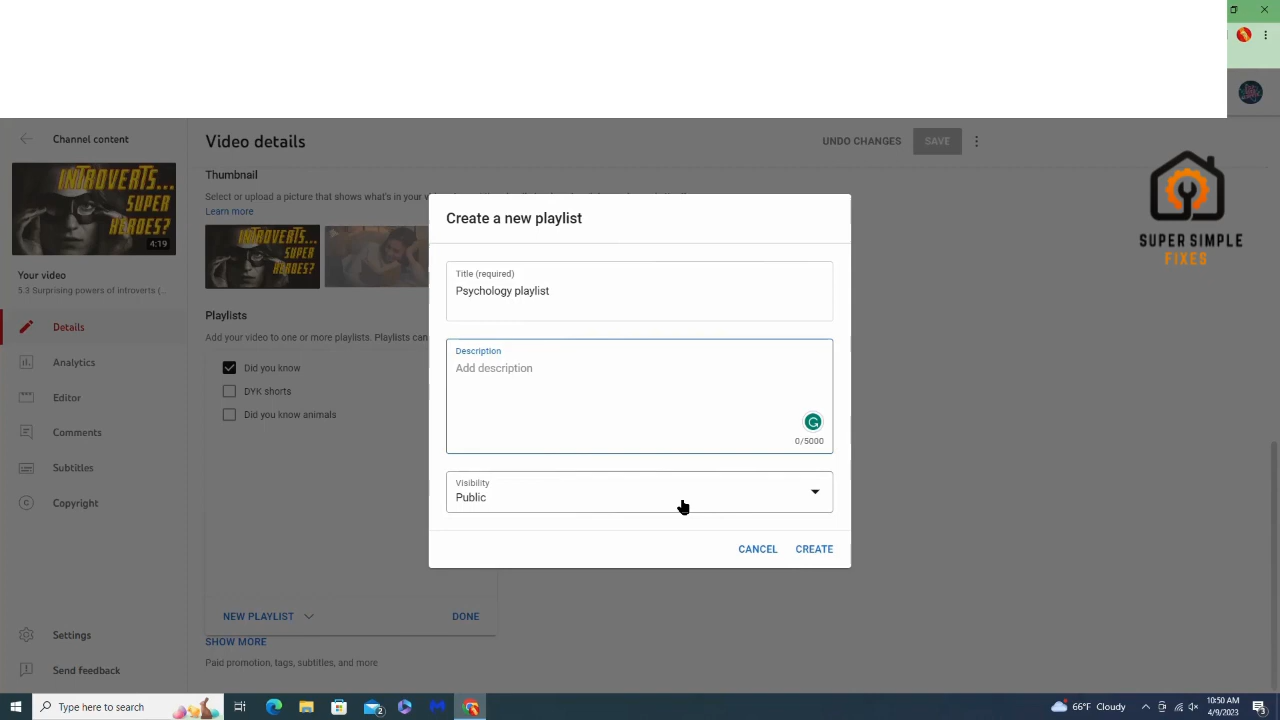 Channel content
Video details
UNDO CHANGES
SAVE
INTROVERTS...
SUPER
HEROES?
4:19
Your video
5.3 Surprising powers of introverts (...
Details
Analytics
Editor
Comments
Subtitles
Copyright
Settings
Send feedback
Thumbnail
Select or upload a picture that shows what's in your
Learn more
INTROVERTS...
SUPER
HEROES?
Playlists
Add your video to one or more playlists. Playlists can
Did you know
DYK shorts
Did you know animals
NEW PLAYLIST
DONE
SHOW MORE
Paid promotion, tags, subtitles, and more
Create a new playlist
Title (required)
Psychology playlist
Description
Add description
0/5000
Visibility
Public
CANCEL
CREATE
SUPER SIMPLE
FIXES
Type here to search
2
66°F Cloudy
10:50 AM
4/9/2023
3